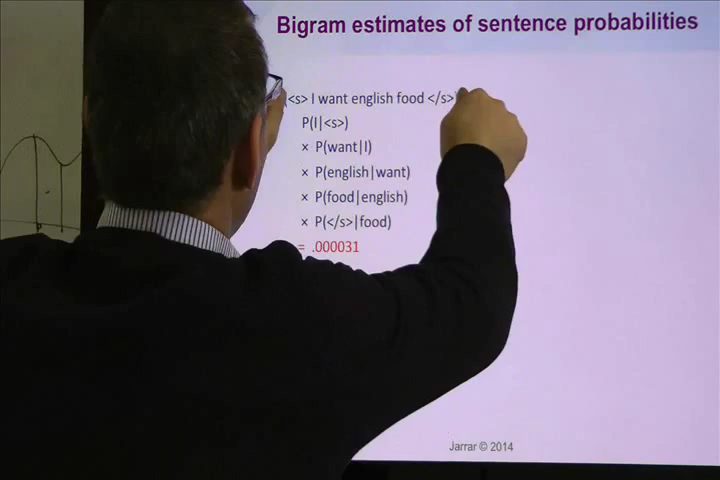 Bigram estimates of sentence probabilities
(<s> I want english food </s>)
P(I|<s>)
× P(want|I)
× P(english|want)
× P(food|english)
× P(</s>|food)
= .000031
Jarrar © 2014